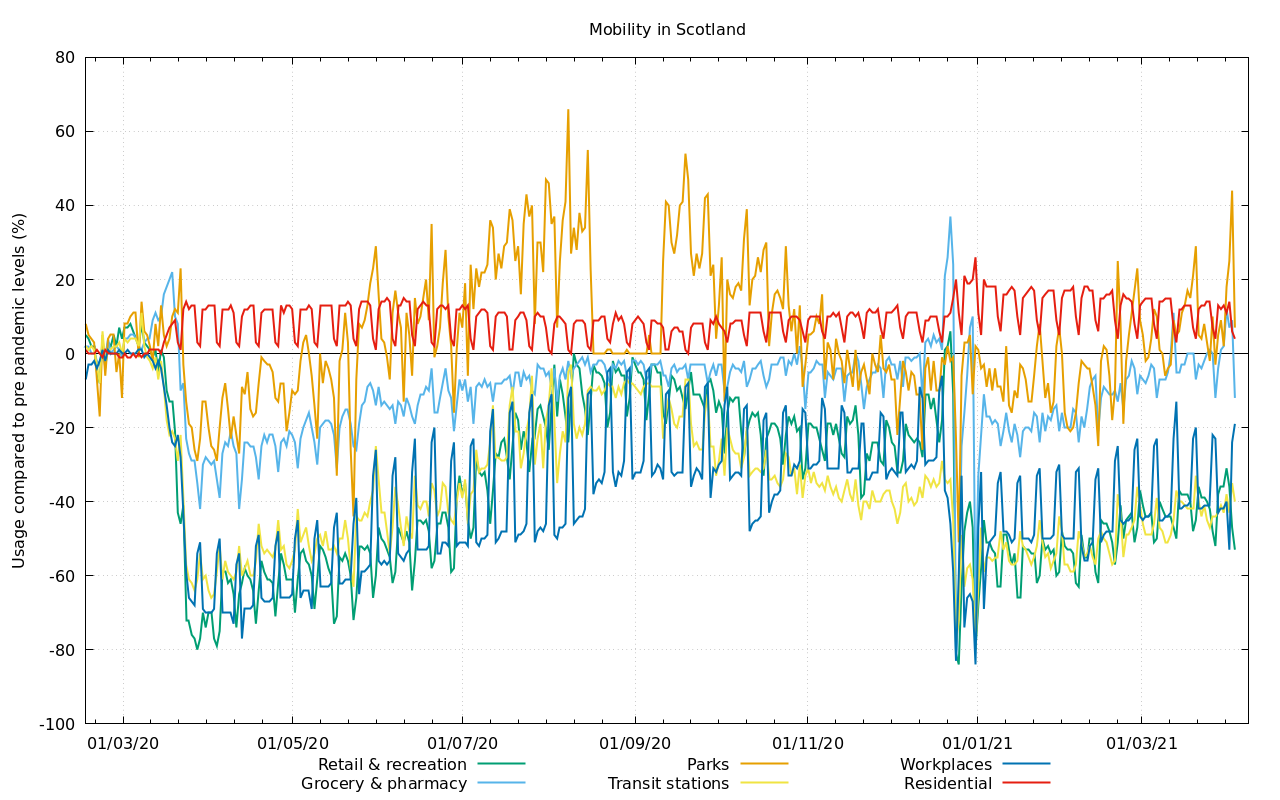 Mobility in Scotland
Usage compared to pre pandemic levels (%)
80
60
40
20
0
-20
-40
-60
-80
-100
01/03/20 01/05/20 01/07/20 01/09/20 01/11/20 01/01/21 01/03/21
Retail & recreation Parks Workplaces
Grocery & pharmacy Transit stations Residential